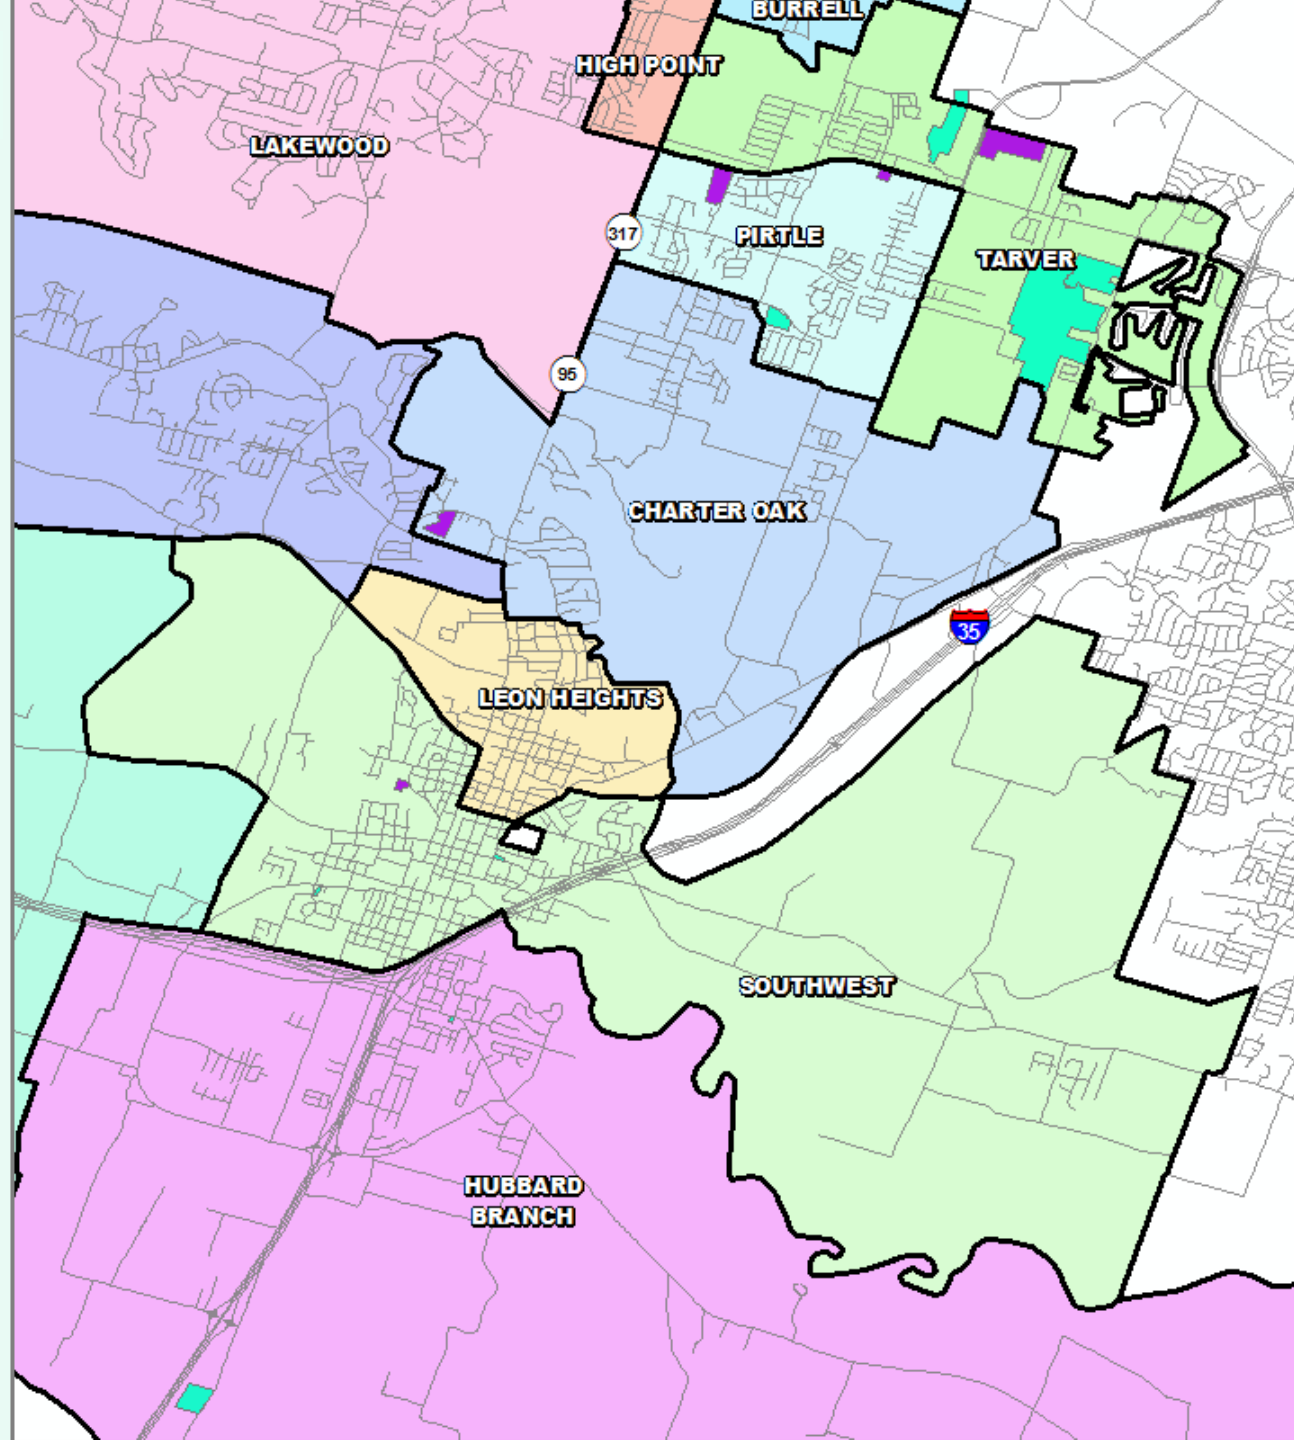 BURRELL
HIGH POINT
LAKEWOOD
317
PIRTLE
TARVER
95
CHARTER OAK
35
LEON HEIGHTS
SOUTHWEST
HUBBARD
BRANCH